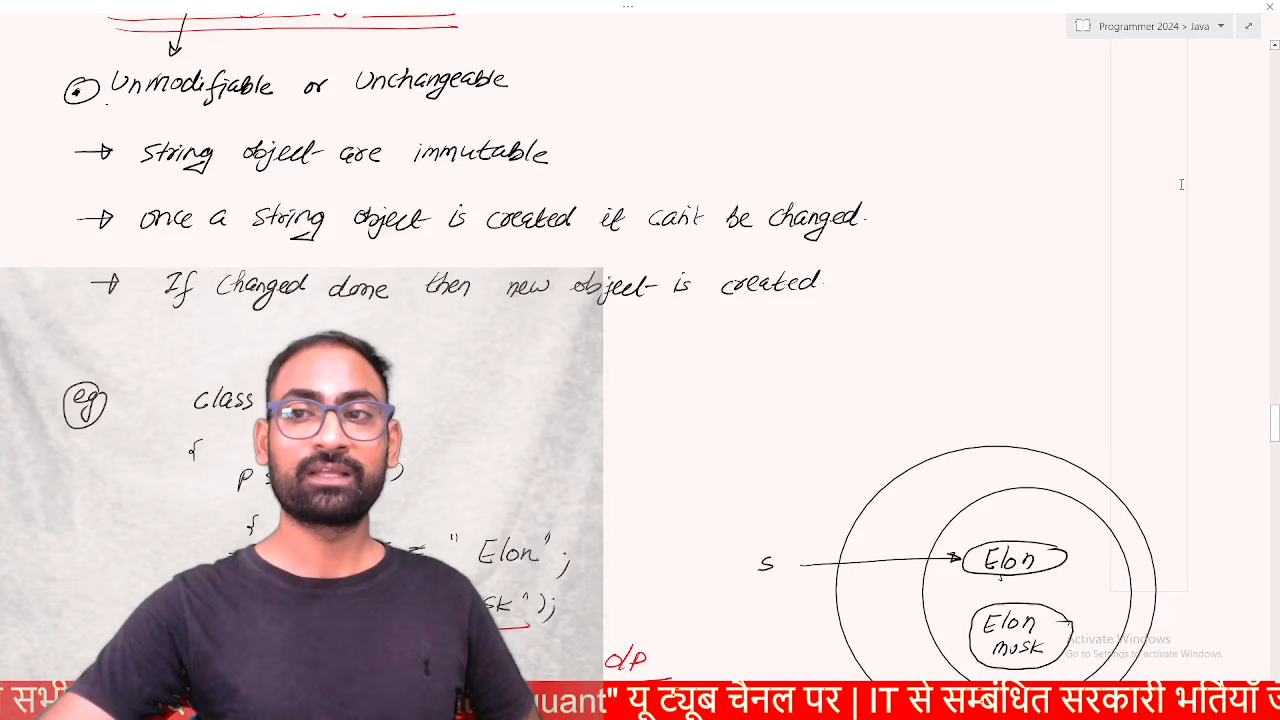 Programmer 2024 > Java
Unmodifiable or Unchangeable
→ String object are immutable
→ once a string object is created it can't be changed.
→ If changed done then new object is created.
eg class
{
p )
{
= " Elon";
sk");
s → Elon
Elon
musk
o/p
Activate Windows
Go to Settings to activate Windows.
सभी quant" यू ट्यूब चैनल पर | IT से सम्बंधित सरकारी भर्तियाँ